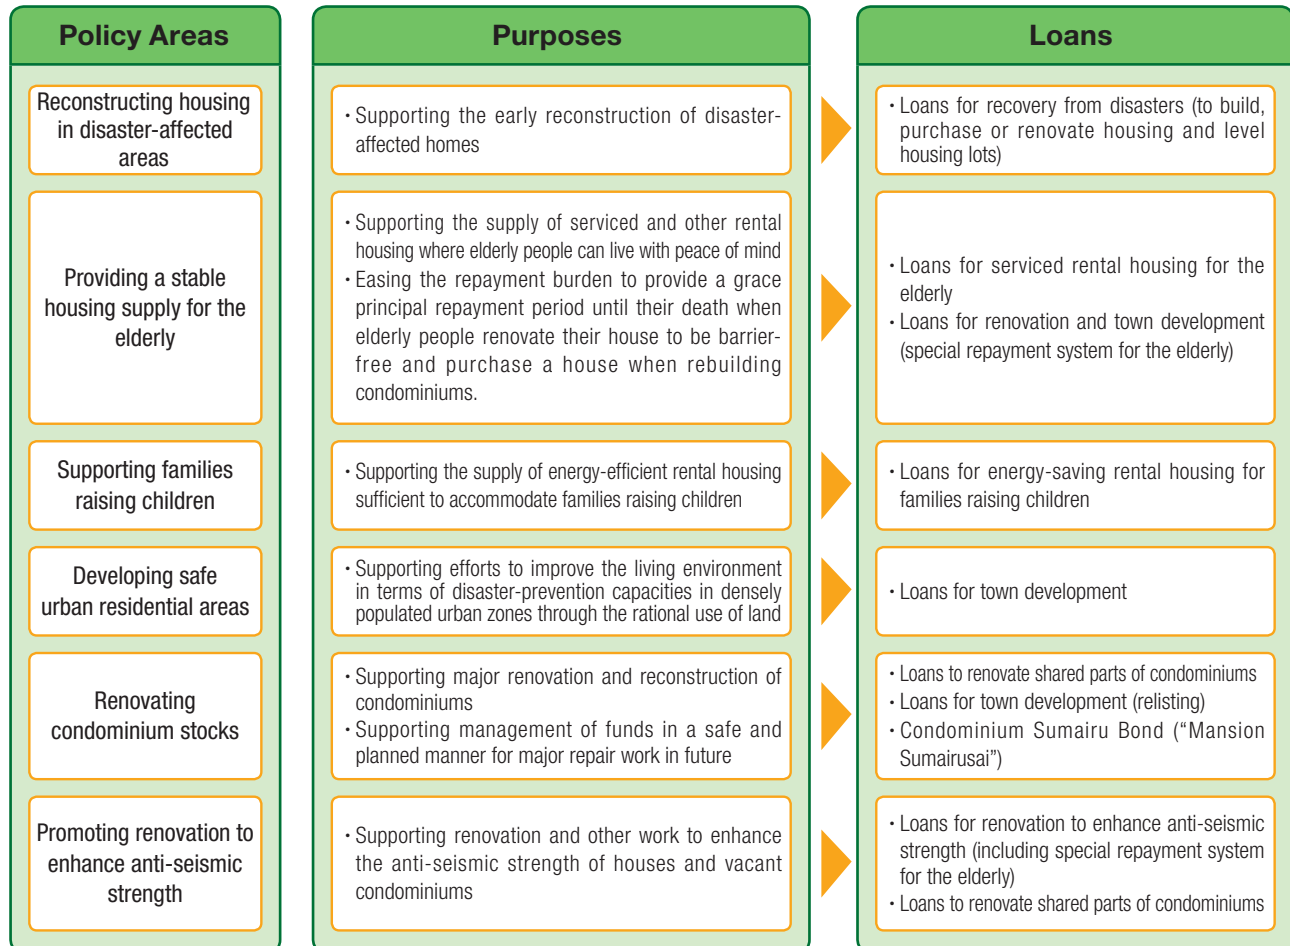 Policy Areas
Purposes
Loans
Reconstructing housing
in disaster-affected
areas
・Supporting the early reconstruction of disaster-
affected homes
・Loans for recovery from disasters (to build,
purchase or renovate housing and level
housing lots)
Providing a stable
housing supply for the
elderly
・Supporting the supply of serviced and other rental
housing where elderly people can live with peace of mind
・Easing the repayment burden to provide a grace
principal repayment period until their death when
elderly people renovate their house to be barrier-
free and purchase a house when rebuilding
condominiums.
・Loans for serviced rental housing for the
elderly
・Loans for renovation and town development
(special repayment system for the elderly)
Supporting families
raising children
・Supporting the supply of energy-efficient rental housing
sufficient to accommodate families raising children
・Loans for energy-saving rental housing for
families raising children
Developing safe
urban residential areas
・Supporting efforts to improve the living environment
in terms of disaster-prevention capacities in densely
populated urban zones through the rational use of land
・Loans for town development
Renovating
condominium stocks
・Supporting major renovation and reconstruction of
condominiums
・Supporting management of funds in a safe and
planned manner for major repair work in future
・Loans to renovate shared parts of condominiums
・Loans for town development (relisting)
・Condominium Sumairu Bond (“Mansion
Sumairusai”)
Promoting renovation to
enhance anti-seismic
strength
・Supporting renovation and other work to enhance
the anti-seismic strength of houses and vacant
condominiums
・Loans for renovation to enhance anti-seismic
strength (including special repayment system
for the elderly)
・Loans to renovate shared parts of condominiums